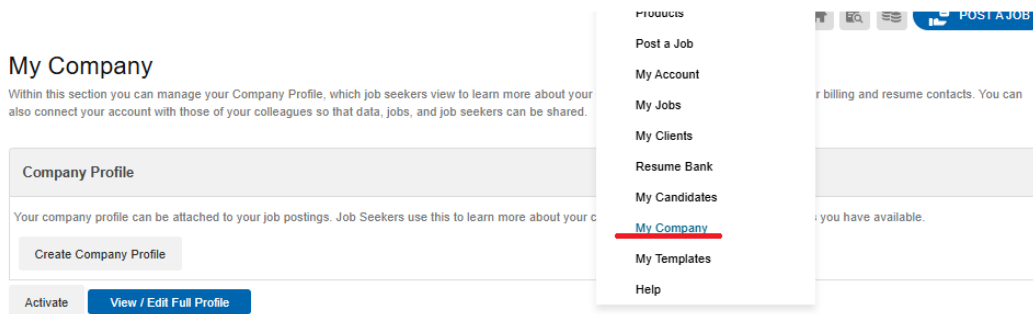 Products
POST A JOB
Post a Job
My Company
My Account
Within this section you can manage your Company Profile, which job seekers view to learn more about your
r billing and resume contacts. You can
also connect your account with those of your colleagues so that data, jobs, and job seekers can be shared.
My Jobs
My Clients
Company Profile
Resume Bank
My Candidates
Your company profile can be attached to your job postings. Job Seekers use this to learn more about your c
you have available.
My Company
Create Company Profile
My Templates
Help
Activate
View / Edit Full Profile